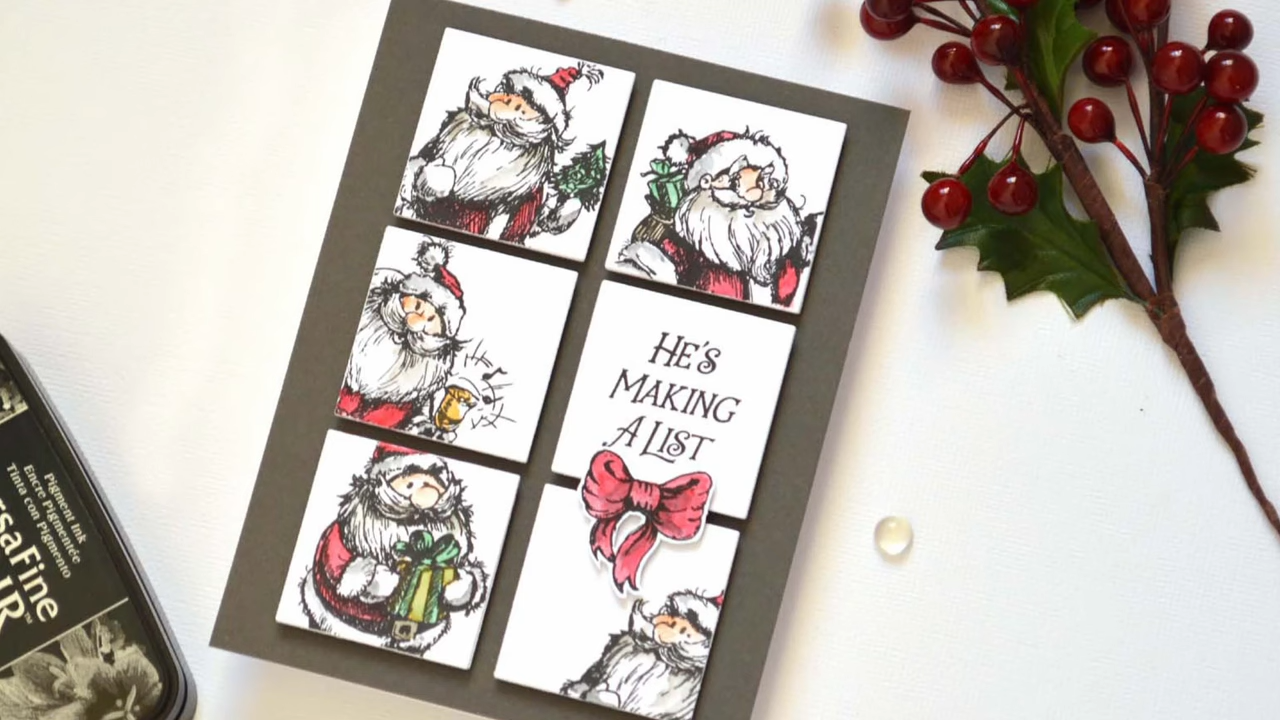 HE'S
MAKING
A LIST
Pigment Ink
Encre Pigmentée
Tinta con Pigmento